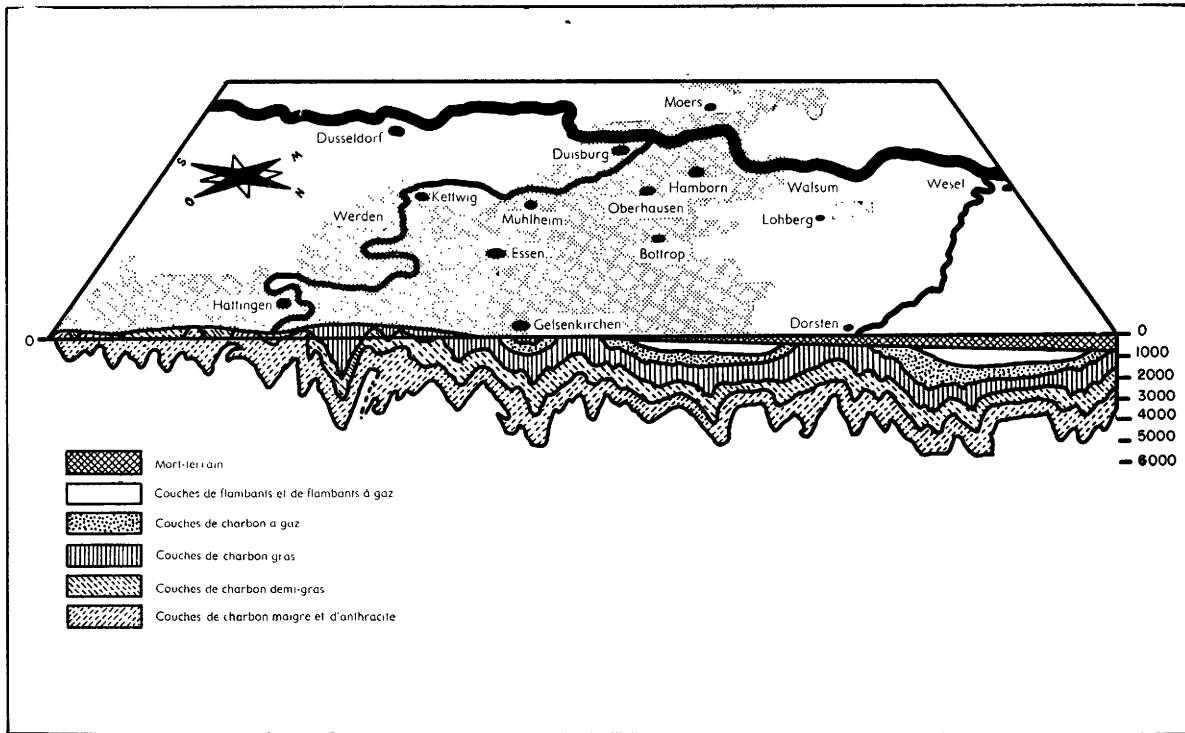 Moers
Dusseldorf
Duisburg
S
W
O
N
Hamborn
Walsum
Wesel
Kettwig
Oberhausen
Werden
Muhlheim
Lohberg
Essen
Bottrop
Hattingen
Gelsenkirchen
Dorsten
0
0
1000
2000
3000
4000
5000
6000
Mort-terrain
Couches de flambants et de flambants à gaz
Couches de charbon a gaz
Couches de charbon gras
Couches de charbon demi-gras
Couches de charbon maigre et d'anthracite